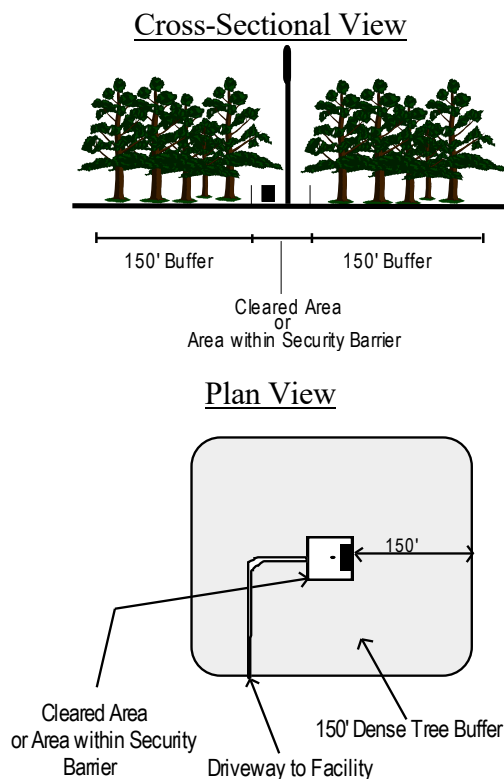 Cross-Sectional View
150' Buffer 150' Buffer
Cleared Area
or
Area within Security Barrier
Plan View
150'
Cleared Area
or Area within Security
Barrier
150' Dense Tree Buffer
Driveway to Facility